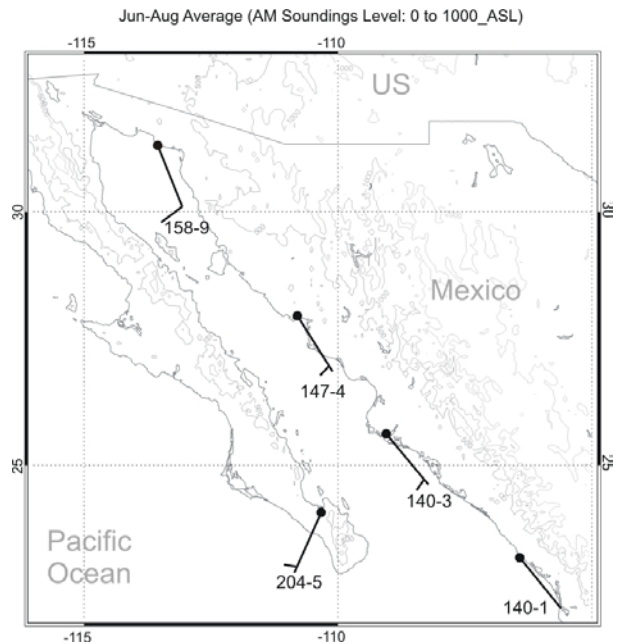 Jun-Aug Average (AM Soundings Level: 0 to 1000_ASL)
-115 -110
US
30 30
158-9
Mexico
147-4
25 25
140-3
Pacific
Ocean
204-5
140-1
-115 -110